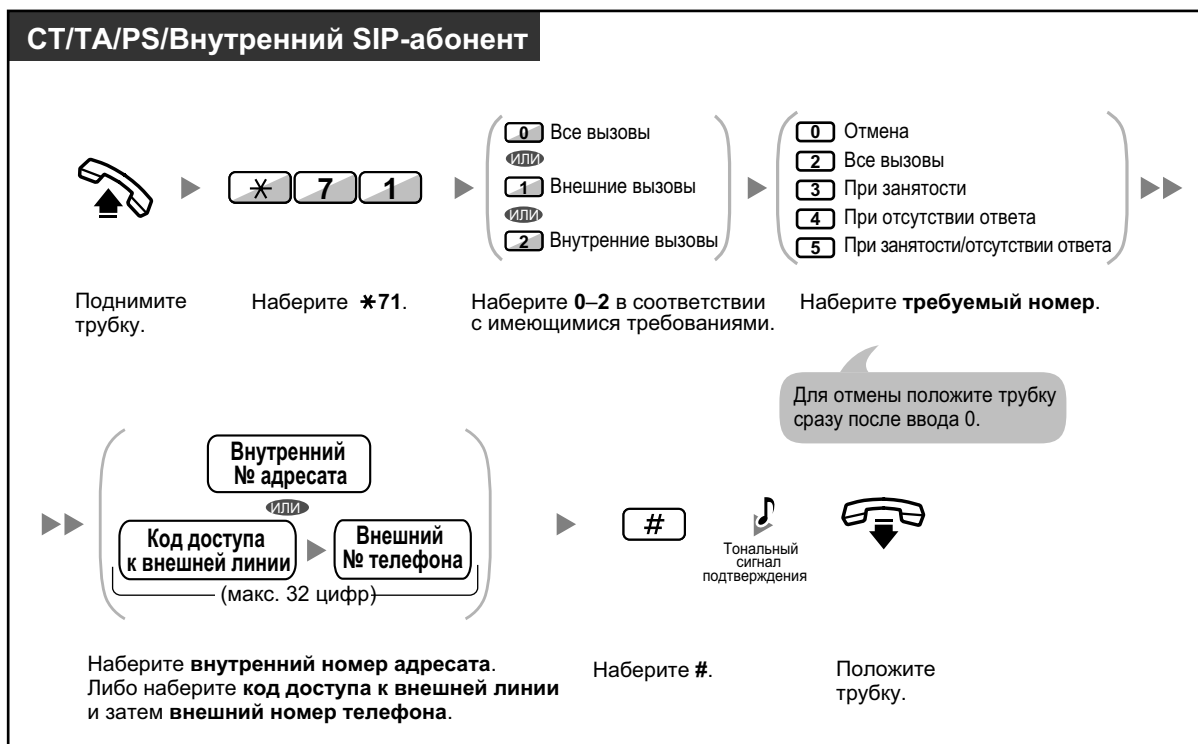 CT/TA/PS/Внутренний SIP-абонент
✳ 7 1
0 Все вызовы
или
1 Внешние вызовы
или
2 Внутренние вызовы
0 Отмена
2 Все вызовы
3 При занятости
4 При отсутствии ответа
5 При занятости/отсутствии ответа
Поднимите
трубку.
Наберите ✳71.
Наберите 0–2 в соответствии
с имеющимися требованиями.
Наберите требуемый номер.
Для отмены положите трубку
сразу после ввода 0.
Внутренний
№ адресата
или
Код доступа
к внешней линии
Внешний
№ телефона
(макс. 32 цифр)
#
Тональный
сигнал
подтверждения
Наберите внутренний номер адресата.
Либо наберите код доступа к внешней линии
и затем внешний номер телефона.
Наберите #.
Положите
трубку.